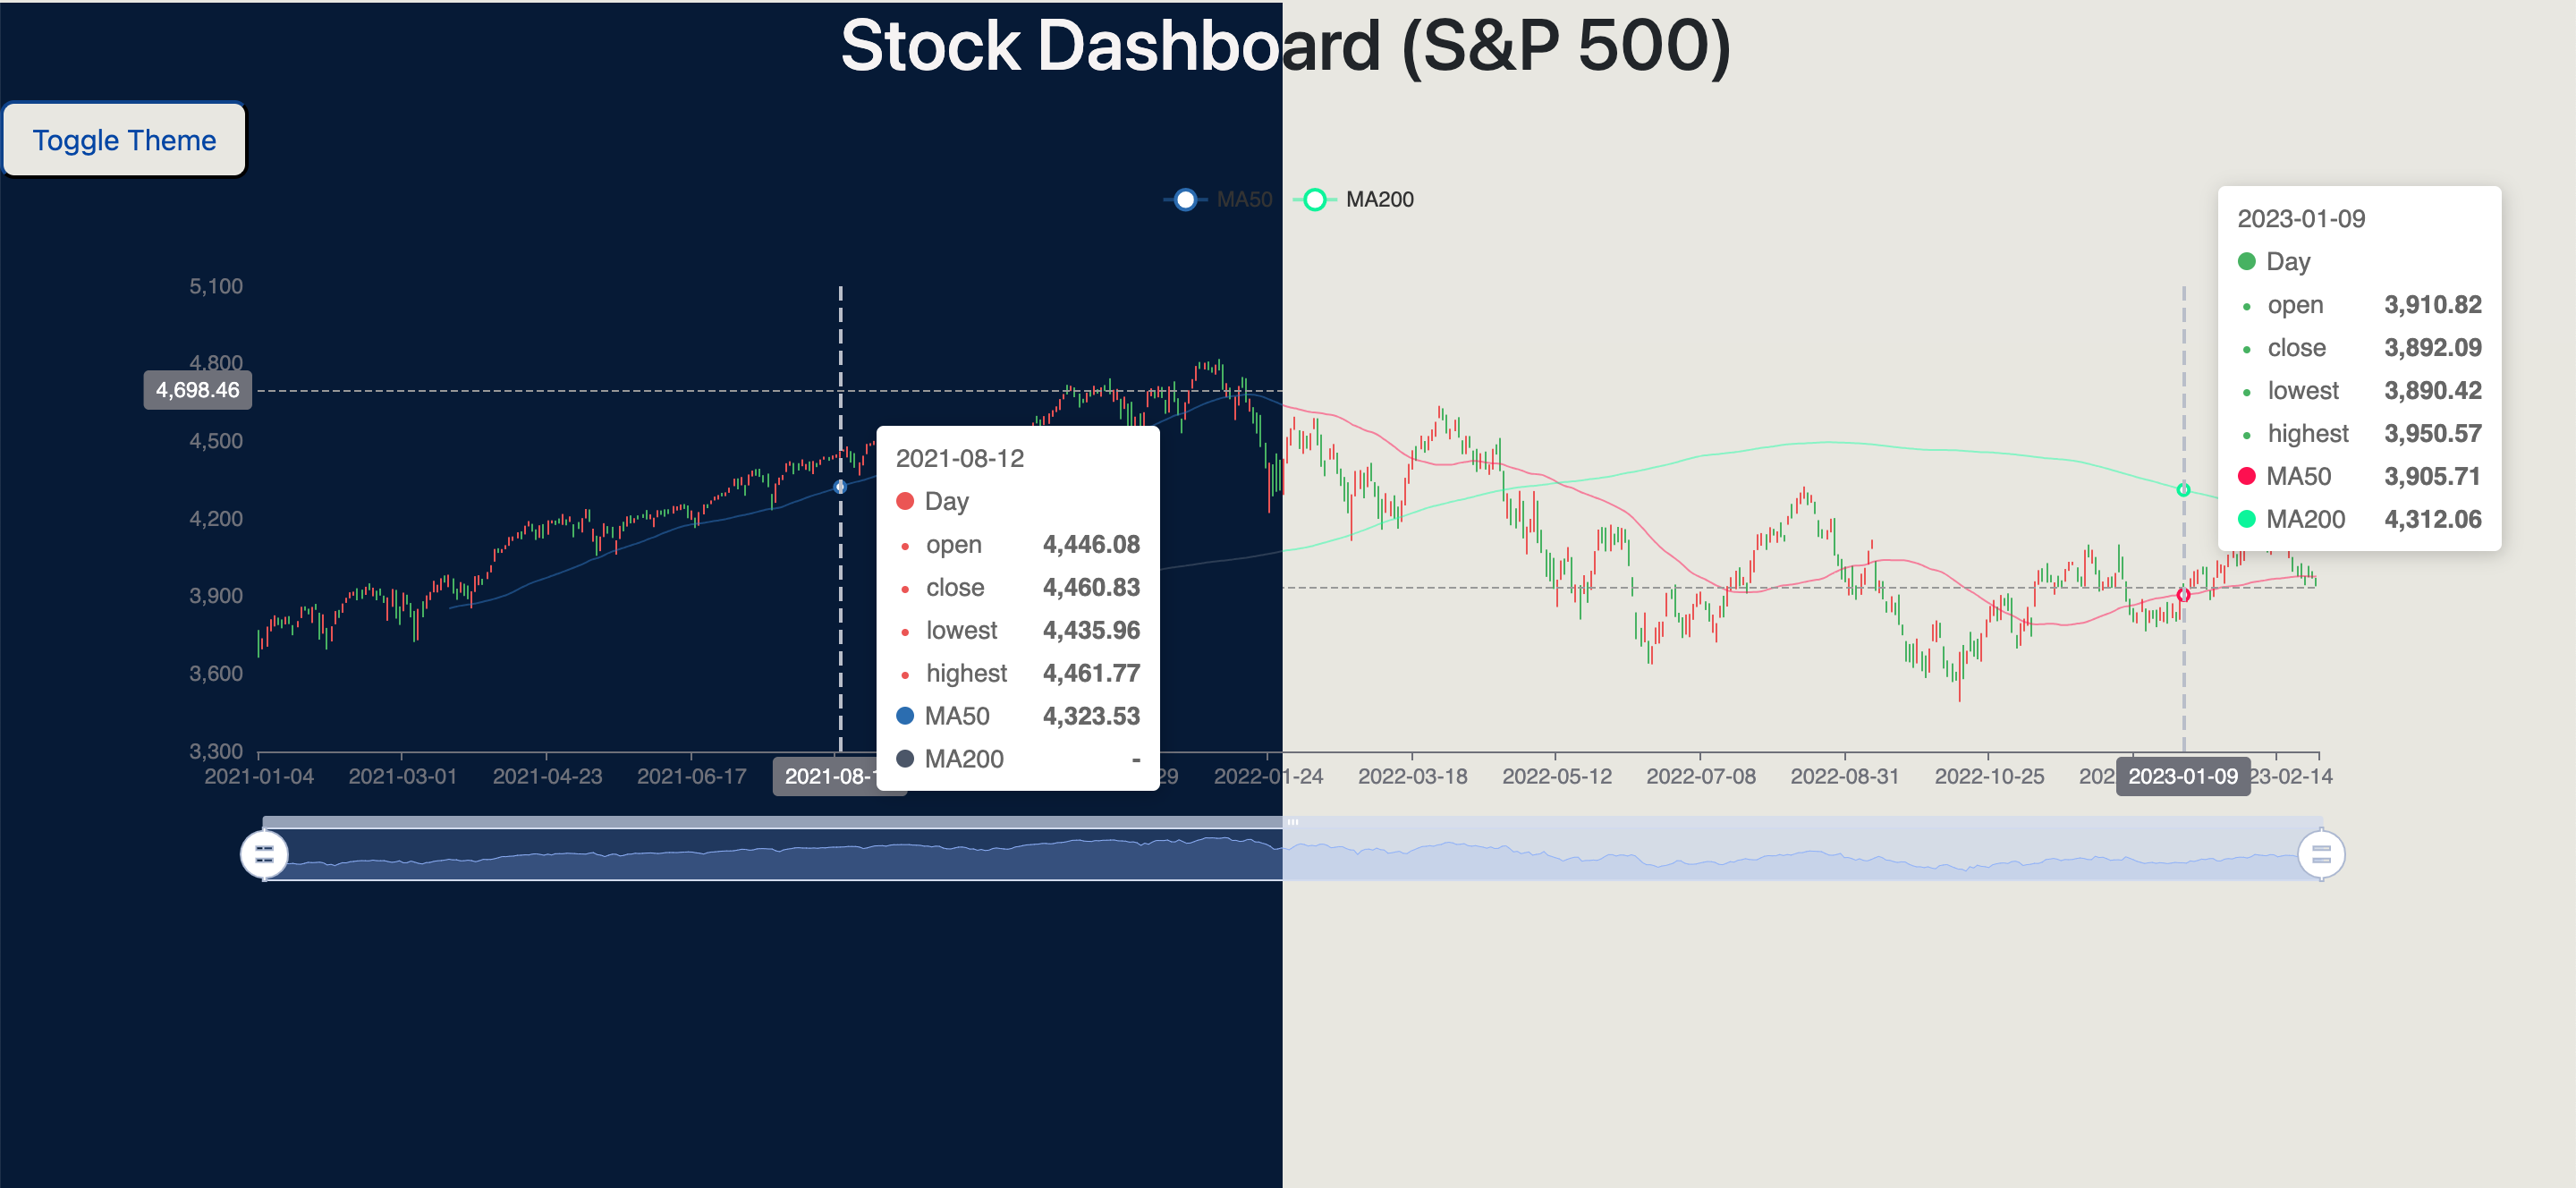 Stock Dashboard (S&P 500)
Toggle Theme
MA50 MA200
5,100
4,800
4,698.46
4,500
4,200
3,900
3,600
3,300
2021-01-04 2021-03-01 2021-04-23 2021-06-17 2021-08-1 29 2022-01-24 2022-03-18 2022-05-12 2022-07-08 2022-08-31 2022-10-25 202 2023-01-09 23-02-14
2021-08-12
Day
open 4,446.08
close 4,460.83
lowest 4,435.96
highest 4,461.77
MA50 4,323.53
MA200 -
2023-01-09
Day
open 3,910.82
close 3,892.09
lowest 3,890.42
highest 3,950.57
MA50 3,905.71
MA200 4,312.06